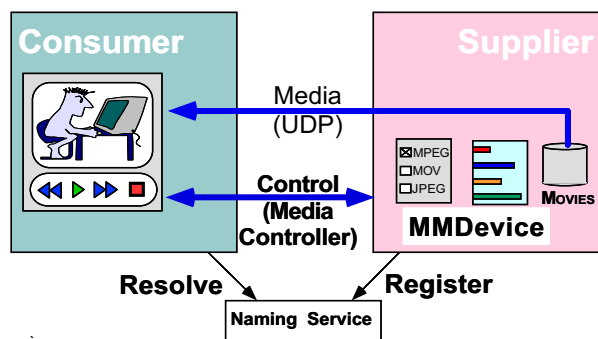 Consumer
Supplier
Media
(UDP)
MPEG
MOV
JPEG
MOVIES
Control
(Media
Controller)
MMDevice
Resolve
Register
Naming Service